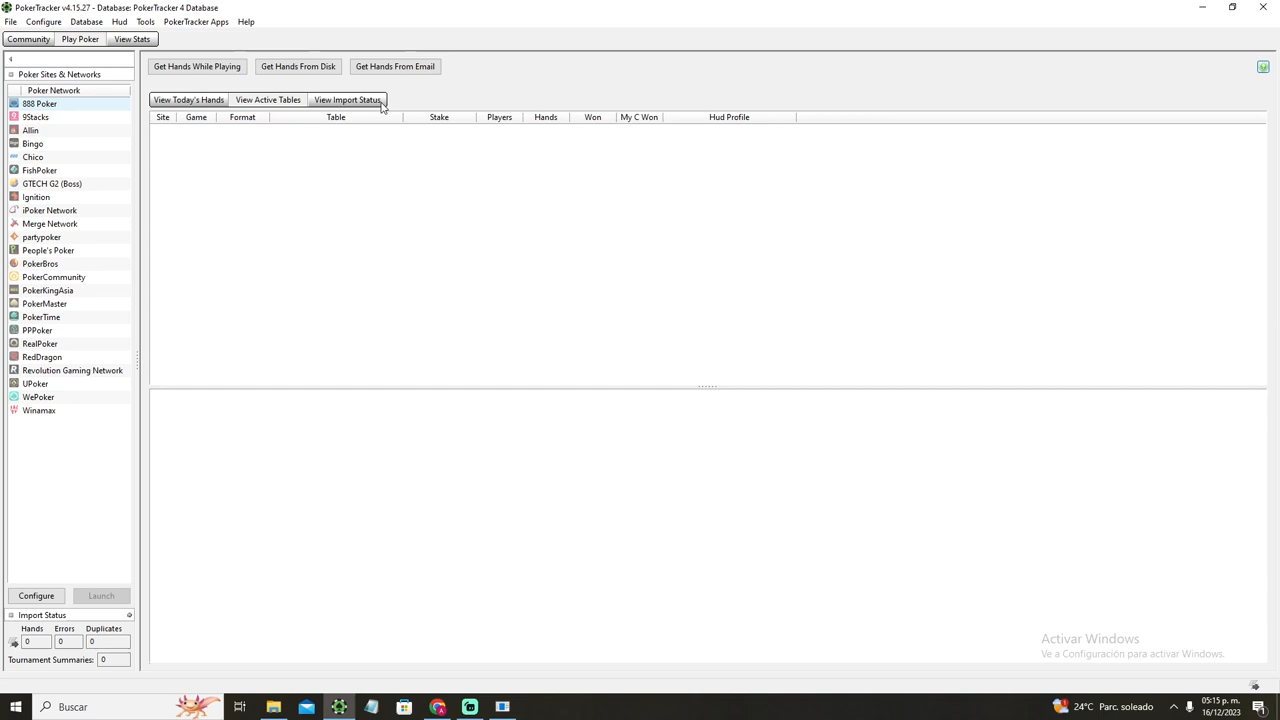 PokerTracker v4.15.27 - Database: PokerTracker 4 Database
File Configure Database Hud Tools PokerTracker Apps Help
Community Play Poker View Stats
Poker Sites & Networks
Poker Network
888 Poker
9Stacks
Allin
Bingo
Chico
FishPoker
GTECH G2 (Boss)
Ignition
iPoker Network
Merge Network
partypoker
People's Poker
PokerBros
PokerCommunity
PokerKingAsia
PokerMaster
PokerTime
PPPoker
RealPoker
RedDragon
Revolution Gaming Network
UPoker
WePoker
Winamax
Configure Launch
Import Status
Hands Errors Duplicates
0 0 0
Tournament Summaries: 0
Get Hands While Playing Get Hands From Disk Get Hands From Email
View Today's Hands View Active Tables View Import Status
Site Game Format Table Stake Players Hands Won My C Won Hud Profile
Activar Windows
Ve a Configuración para activar Windows.
Buscar
24°C Parc. soleado
05:15 p. m.
16/12/2023